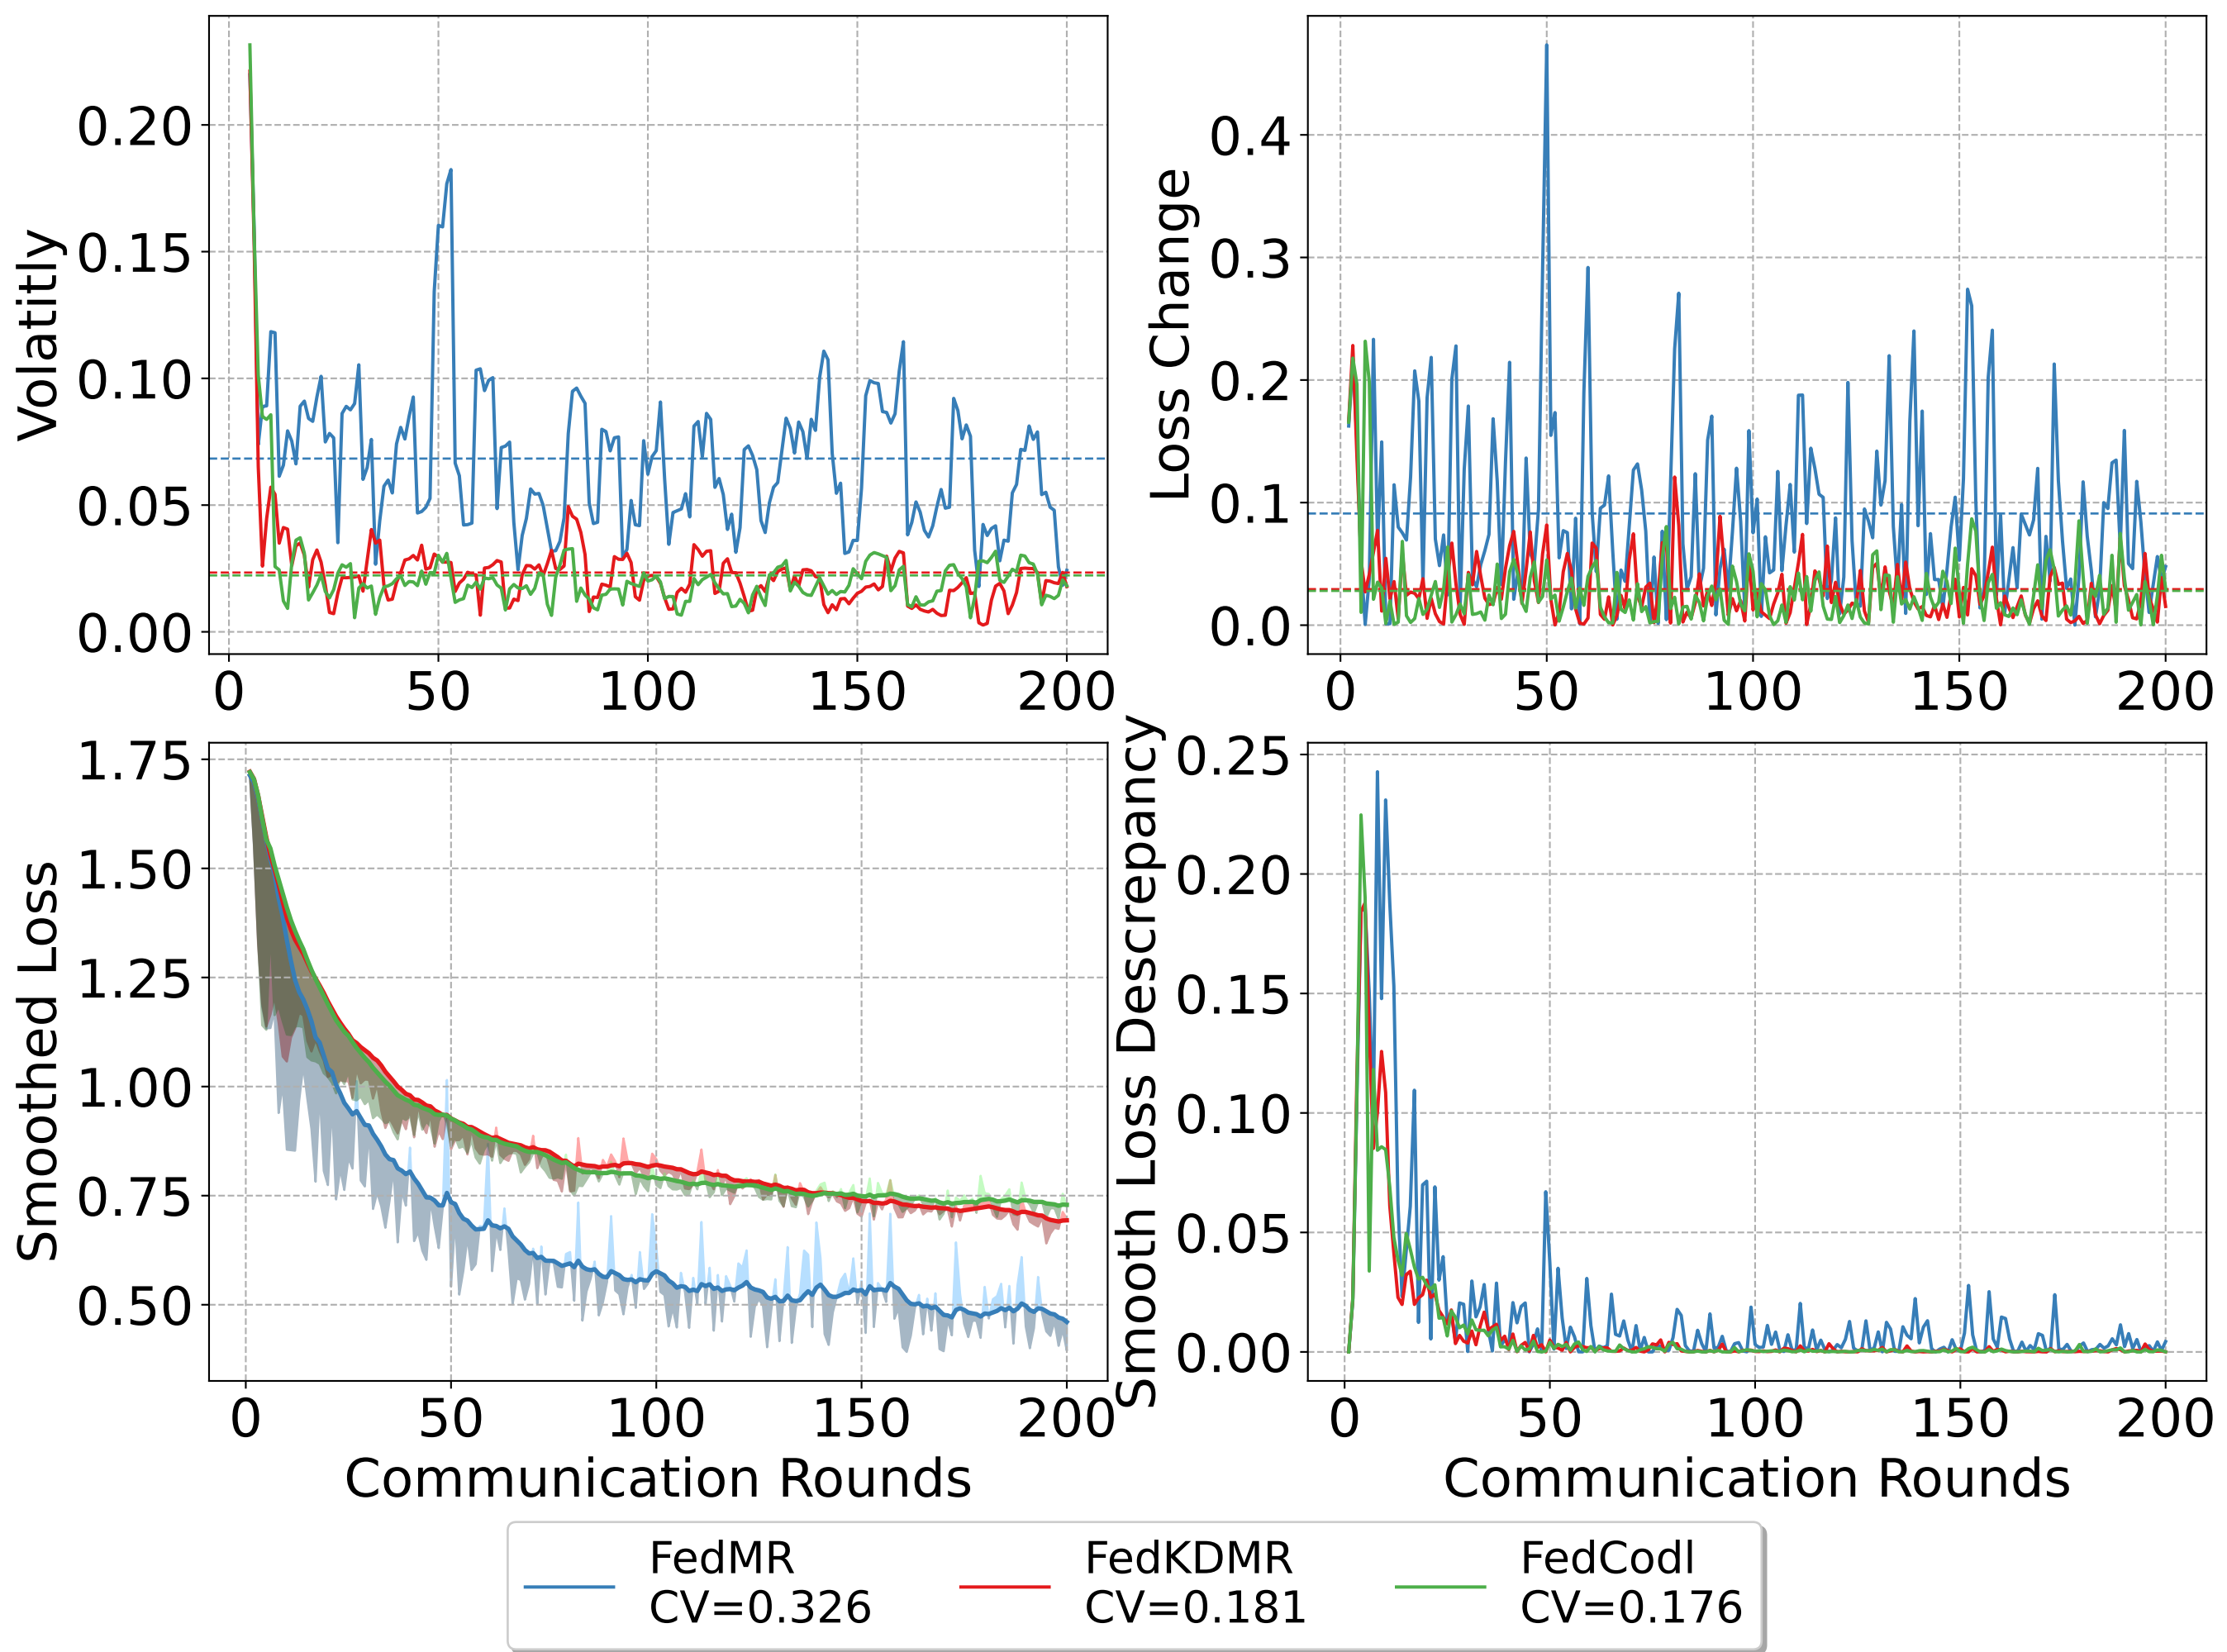 Volatitly
0.20
0.15
0.10
0.05
0.00
0 50 100 150 200
Loss Change
0.4
0.3
0.2
0.1
0.0
0 50 100 150 200
Smoothed Loss
1.75
1.50
1.25
1.00
0.75
0.50
0 50 100 150 200
Communication Rounds
Smooth Loss Descrepancy
0.25
0.20
0.15
0.10
0.05
0.00
0 50 100 150 200
Communication Rounds
FedMR
CV=0.326
FedKDMR
CV=0.181
FedCodl
CV=0.176